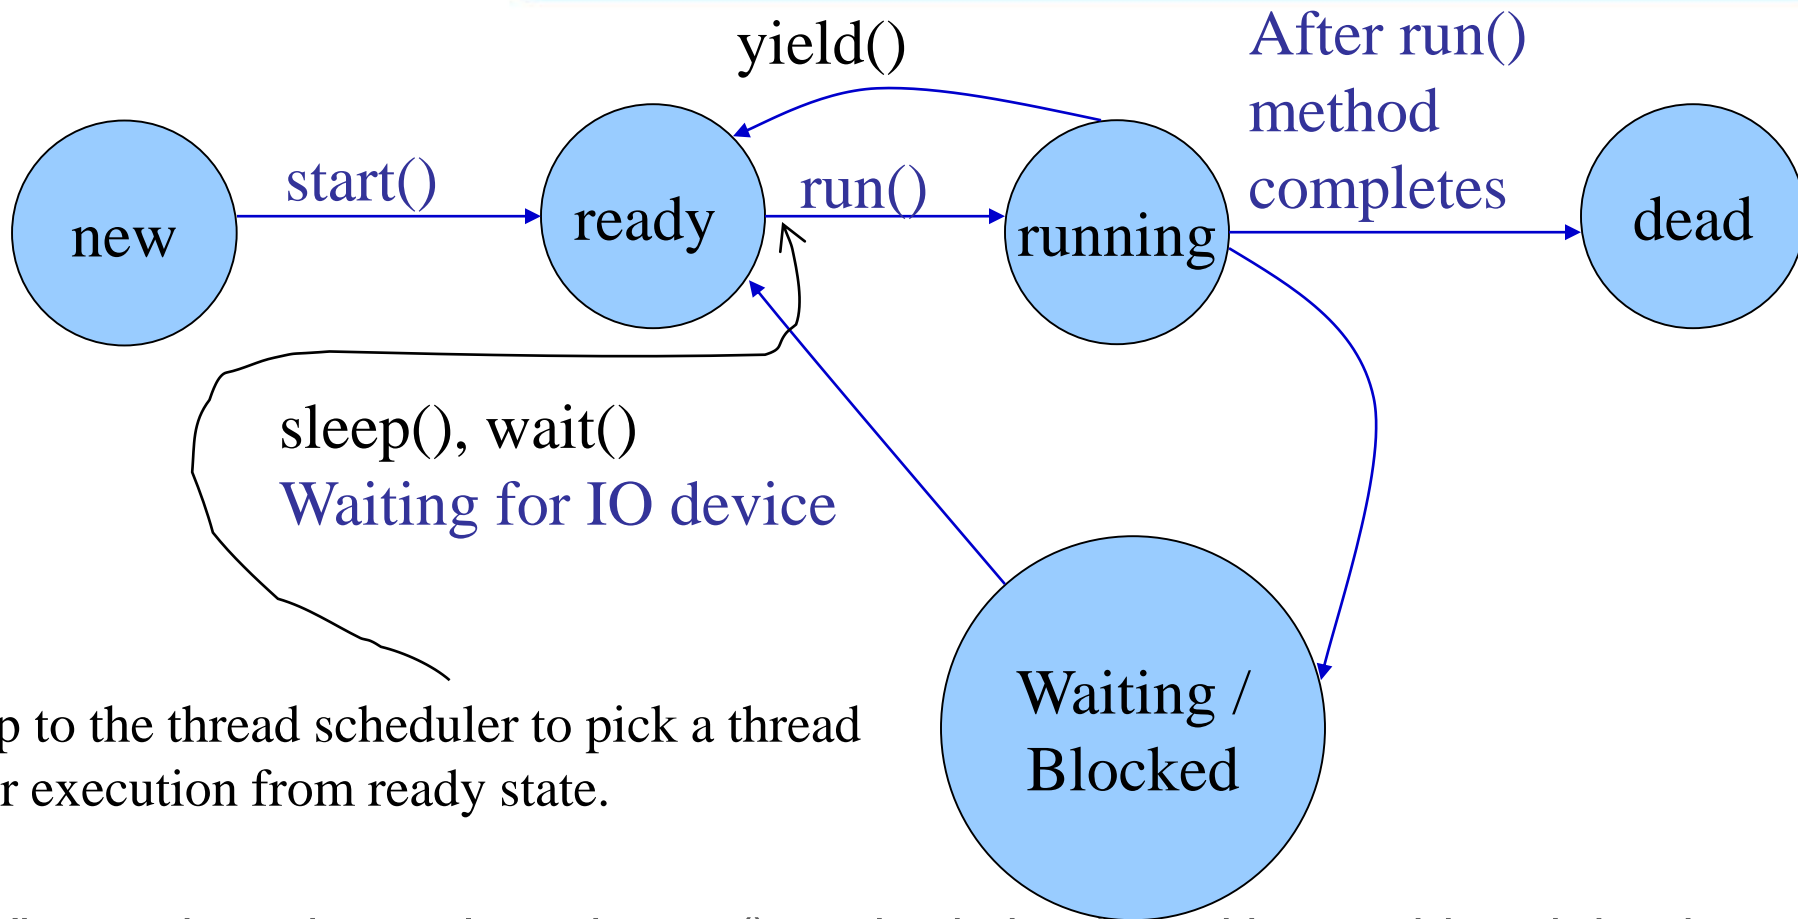 yield()
After run()
method
completes
start()
run()
new
ready
running
dead
sleep(), wait()
Waiting for IO device
Waiting /
Blocked
p to the thread scheduler to pick a thread
r execution from ready state.